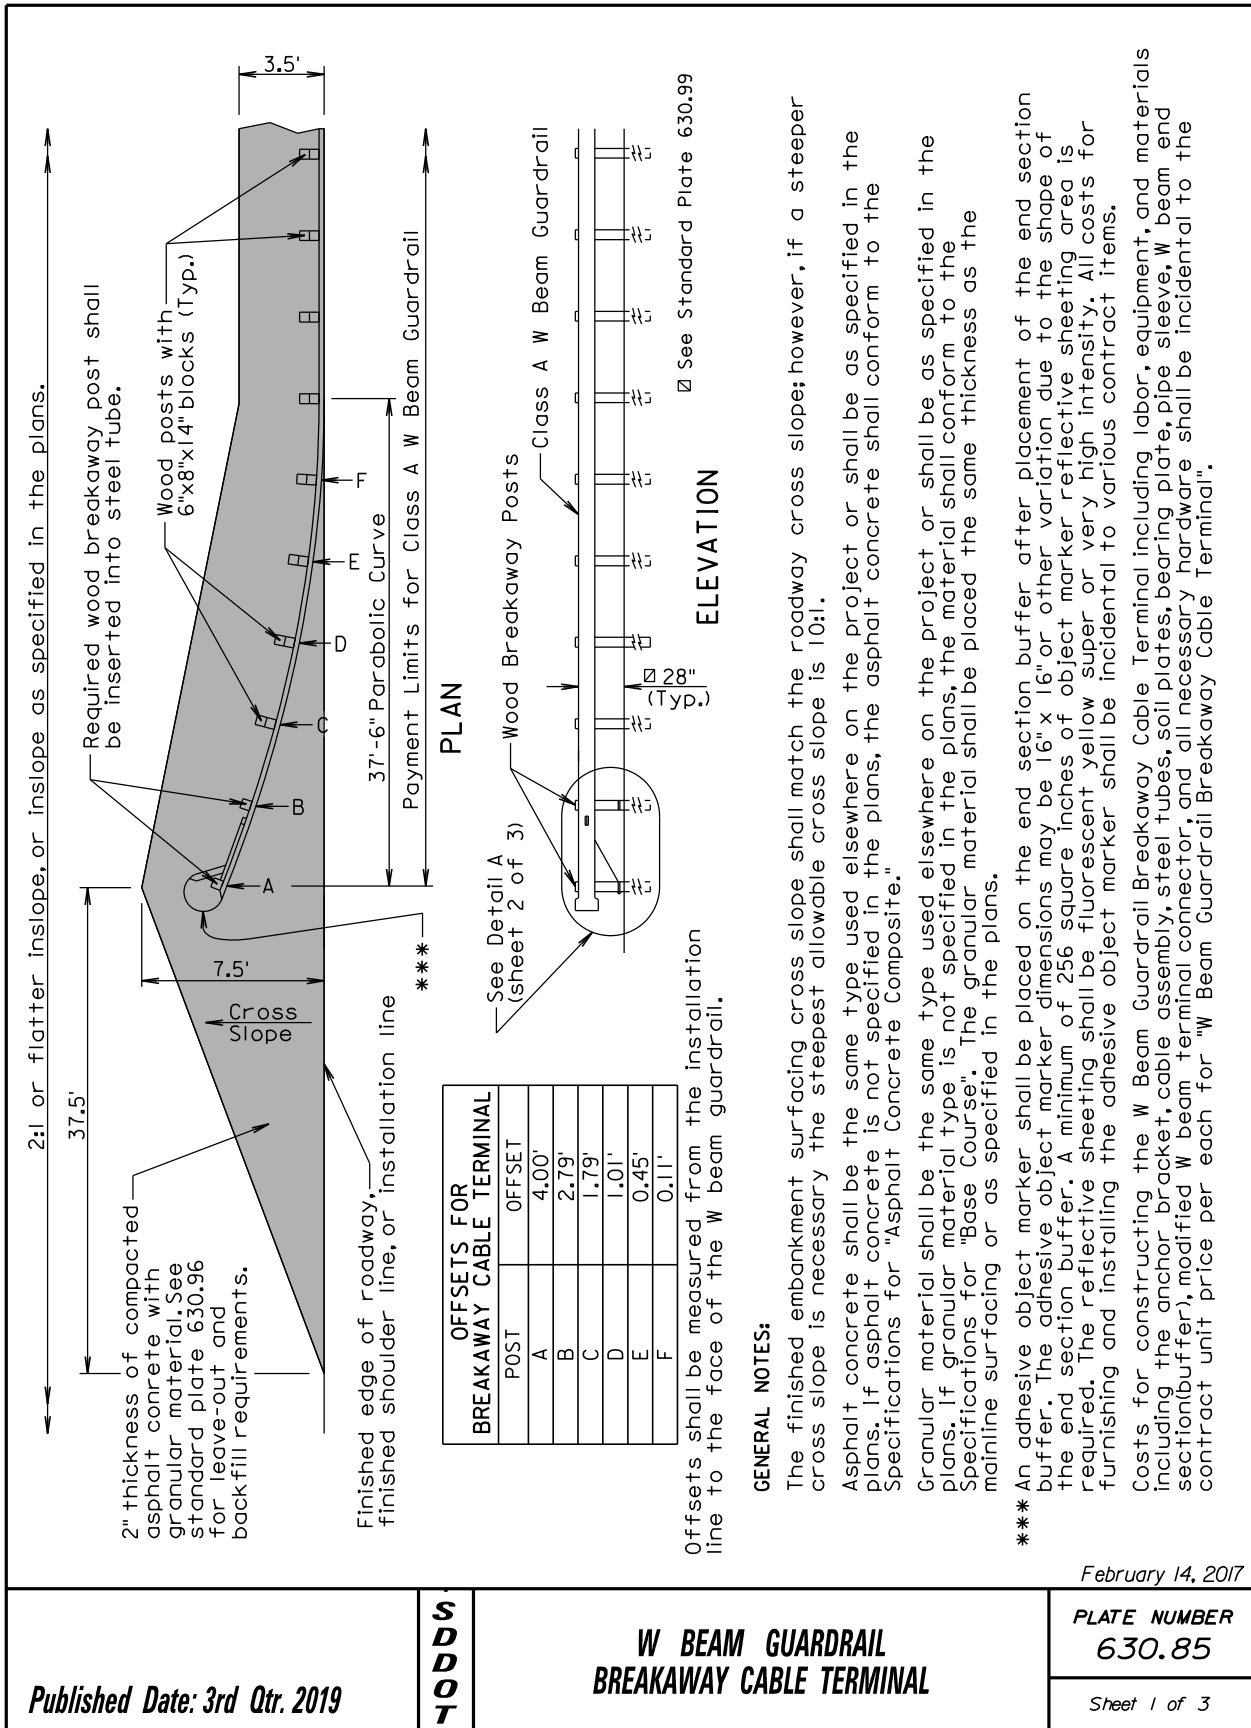 2:1 or flatter inslope, or inslope as specified in the plans.
37.5'
3.5'
7.5'
Required wood breakaway post shall
be inserted into steel tube.
Wood posts with
6"x8"x14" blocks (Typ.)
2" thickness of compacted
asphalt conrete with
granular material. See
standard plate 630.96
for leave-out and
backfill requirements.
Cross
Slope
A
B
C
D
E
F
37'-6" Parabolic Curve
Payment Limits for Class A W Beam Guardrail
***
Finished edge of roadway,
finished shoulder line, or installation line
PLAN
OFFSETS FOR
BREAKAWAY CABLE TERMINAL
POST OFFSET
A 4.00'
B 2.79'
C 1.79'
D 1.01'
E 0.45'
F 0.11'
Offsets shall be measured from the installation
line to the face of the W beam guardrail.
See Detail A
(sheet 2 of 3)
Wood Breakaway Posts
Class A W Beam Guardrail
28"
(Typ.)
See Standard Plate 630.99
ELEVATION
GENERAL NOTES:
The finished embankment surfacing cross slope shall match the roadway cross slope; however, if a steeper
cross slope is necessary the steepest allowable cross slope is 10:1.
Asphalt concrete shall be the same type used elsewhere on the project or shall be as specified in the
plans. If asphalt concrete is not specified in the plans, the asphalt concrete shall conform to the
Specifications for "Asphalt Concrete Composite."
Granular material shall be the same type used elsewhere on the project or shall be as specified in the
plans. If granular material type is not specified in the plans, the material shall conform to the
Specifications for "Base Course". The granular material shall be placed the same thickness as the
mainline surfacing or as specified in the plans.
*** An adhesive object marker shall be placed on the end section buffer after placement of the end section
buffer. The adhesive object marker dimensions may be 16" x 16" or other variation due to the shape of
the end section buffer. A minimum of 256 square inches of object marker reflective sheeting area is
required. The reflective sheeting shall be fluorescent yellow super or very high intensity. All costs for
furnishing and installing the adhesive object marker shall be incidental to various contract items.
Costs for constructing the W Beam Guardrail Breakaway Cable Terminal including labor, equipment, and materials
including the anchor bracket, cable assembly, steel tubes, soil plates, bearing plate, pipe sleeve, W beam end
section(buffer), modified W beam terminal connector, and all necessary hardware shall be incidental to the
contract unit price per each for "W Beam Guardrail Breakaway Cable Terminal".
February 14, 2017
Published Date: 3rd Qtr. 2019
SDDOT
W BEAM GUARDRAIL
BREAKAWAY CABLE TERMINAL
PLATE NUMBER
630.85
Sheet 1 of 3